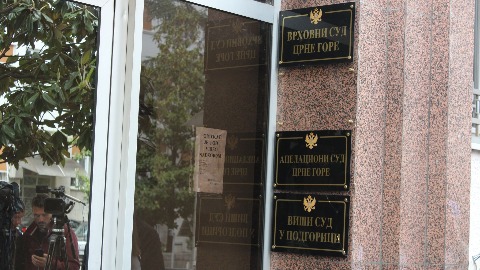 ВРХОВНИ СУД
ЦРНЕ ГОРЕ
АПЕЛАЦИОНИ СУД
ЦРНЕ ГОРЕ
ВИШИ СУД
У ПОДГОРИЦИ